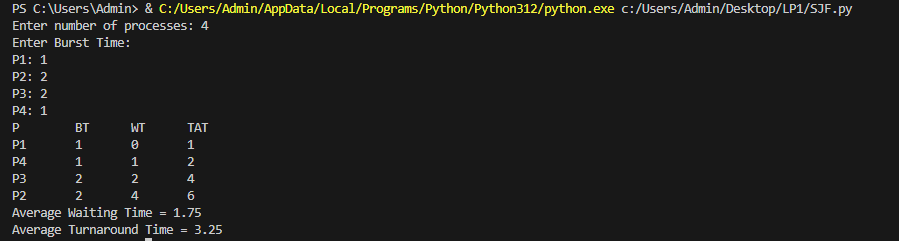 PS C:\Users\Admin> & C:/Users/Admin/AppData/Local/Programs/Python/Python312/python.exe c:/Users/Admin/Desktop/LP1/SJF.py
Enter number of processes: 4
Enter Burst Time:
P1: 1
P2: 2
P3: 2
P4: 1
P BT WT TAT
P1 1 0 1
P4 1 1 2
P3 2 2 4
P2 2 4 6
Average Waiting Time = 1.75
Average Turnaround Time = 3.25